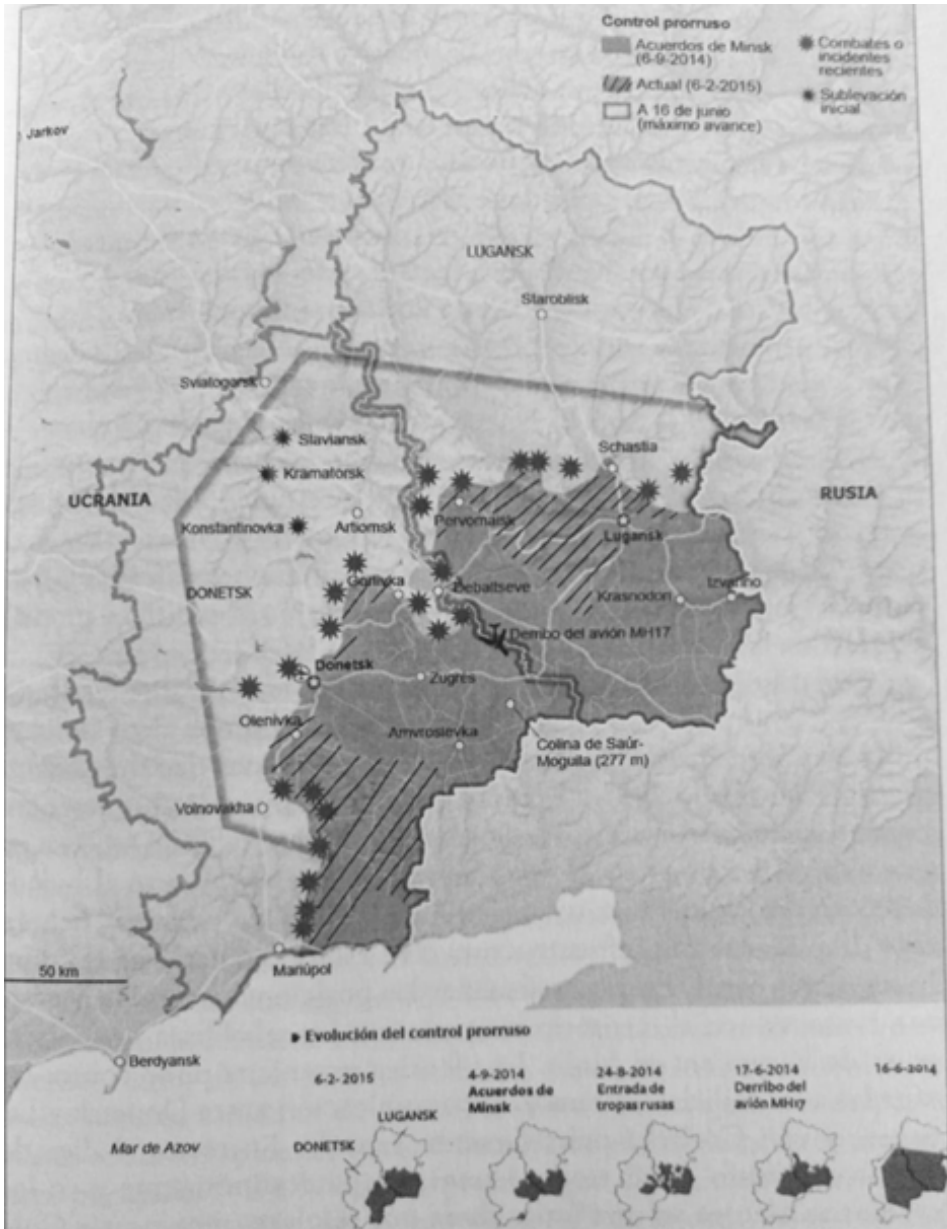 Control prorruso
Acuerdos de Minsk
(6-9-2014)
Actual (6-2-2015)
A 16 de junio
(máximo avance)
Combates o
incidentes
recientes
Sublevación
inicial
Jarkov
LUGANSK
Staroblisk
Sviatogansk
Slaviansk
Schastia
Kramatorsk
UCRANIA
RUSIA
Konstantinovka
Artiomsk
Pervomaisk
Lugansk
DONETSK
Gorlivka
Debaltseve
Izvarino
Krasnodon
Derribo del avión MH17
Donetsk
Zugrès
Olenivka
Amvrosievka
Colina de Saúr-
Moguila (277 m)
Volnovakha
50 km
Mariúpol
Evolución del control prorruso
Berdyansk
6-2-2015
4-9-2014
Acuerdos de
Minsk
24-8-2014
Entrada de
tropas rusas
17-6-2014
Derribo del
avión MH17
16-6-2014
LUGANSK
Mar de Azov
DONETSK